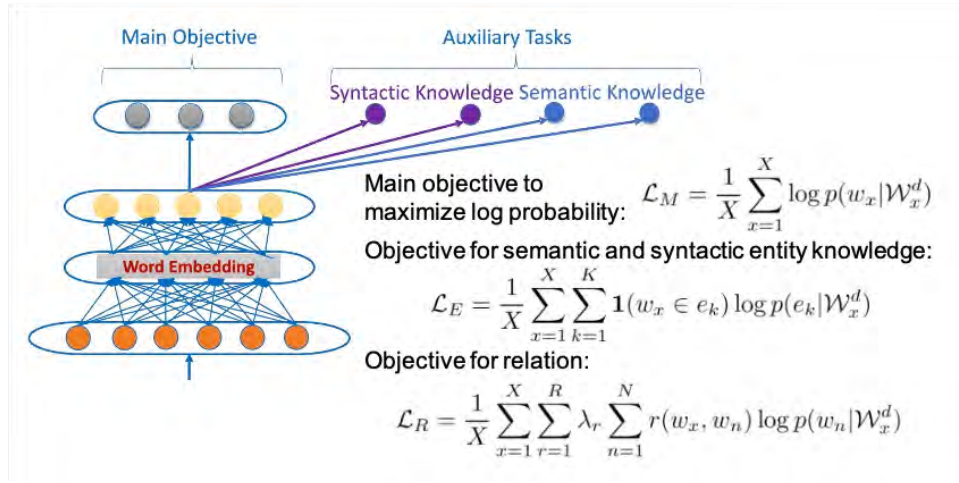 Main Objective
Auxiliary Tasks
Syntactic Knowledge Semantic Knowledge
Word Embedding
Main objective to
maximize log probability:
\mathcal{L}_M = \frac{1}{X} \sum_{x=1}^{X} \log p(w_x|\mathcal{W}_x^d)
Objective for semantic and syntactic entity knowledge:
\mathcal{L}_E = \frac{1}{X} \sum_{x=1}^{X} \sum_{k=1}^{K} \mathbf{1}(w_x \in e_k) \log p(e_k|\mathcal{W}_x^d)
Objective for relation:
\mathcal{L}_R = \frac{1}{X} \sum_{x=1}^{X} \sum_{r=1}^{R} \lambda_r \sum_{n=1}^{N} r(w_x, w_n) \log p(w_n|\mathcal{W}_x^d)